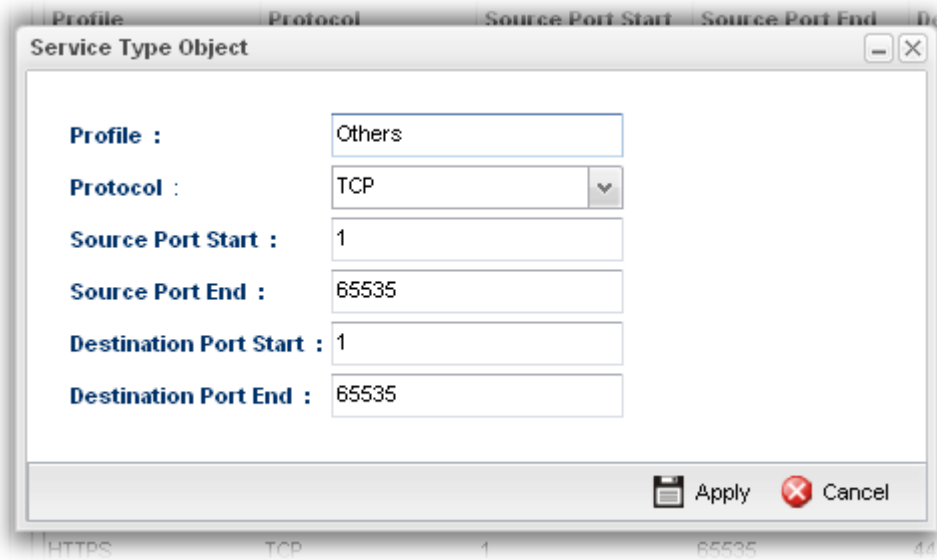 Profile Protocol Source Port Start Source Port End
Service Type Object
Profile : Others
Protocol : TCP
Source Port Start : 1
Source Port End : 65535
Destination Port Start : 1
Destination Port End : 65535
Apply Cancel
HTTPS TCP 1 65535 44